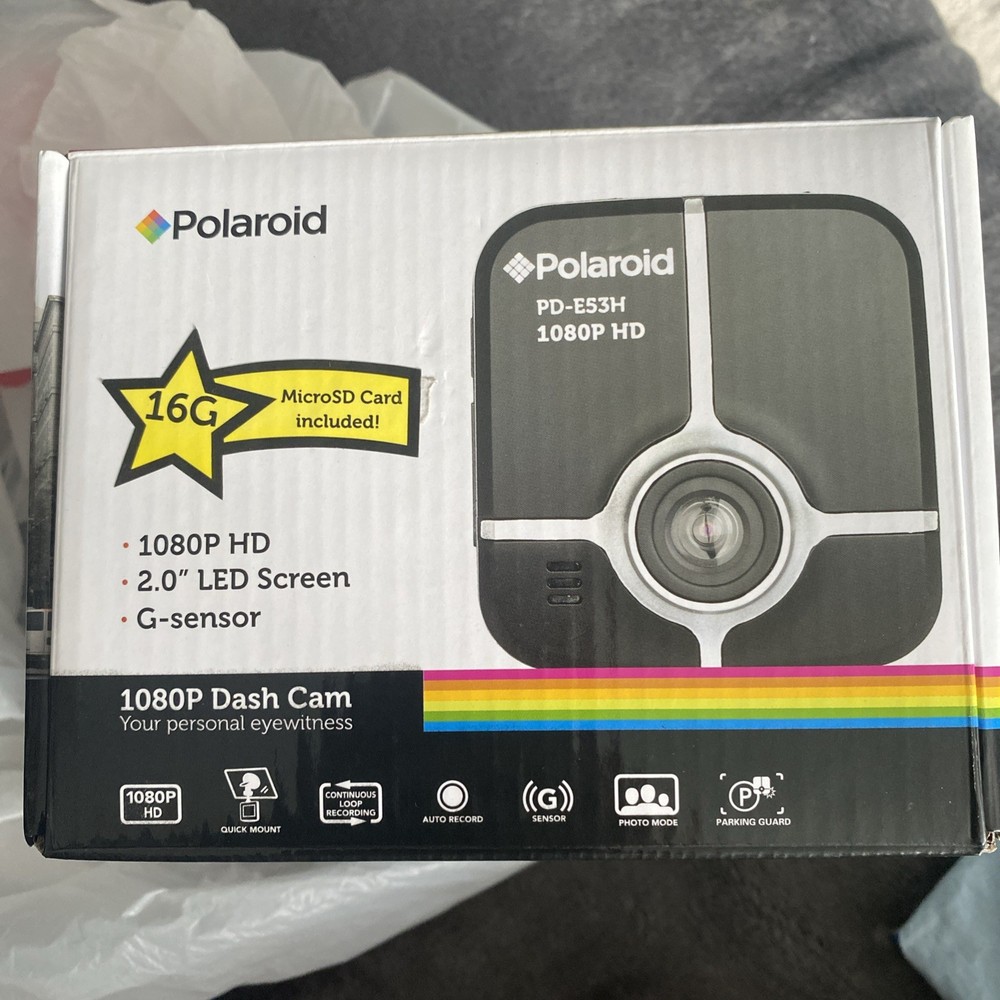 Polaroid
Polaroid
PD-E53H
1080P HD
16G
MicroSD Card
included!
· 1080P HD
· 2.0” LED Screen
· G-sensor
1080P Dash Cam
Your personal eyewitness
1080P
HD
QUICK MOUNT
CONTINUOUS
LOOP
RECORDING
AUTO RECORD
G
SENSOR
PHOTO MODE
P
PARKING GUARD